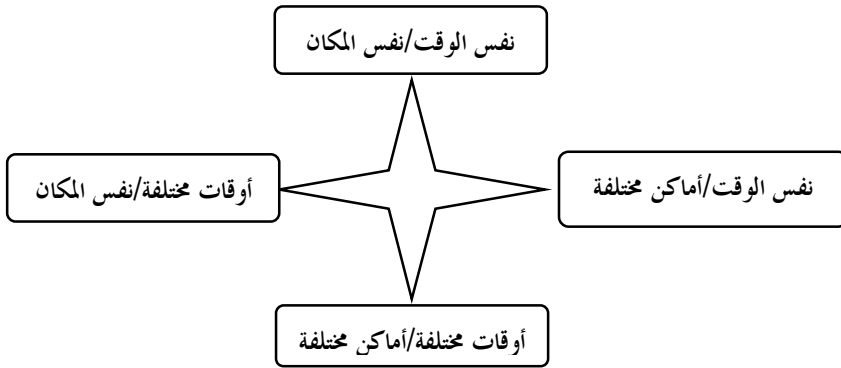 نفس الوقت/نفس المكان
نفس الوقت/أماكن مختلفة
أوقات مختلفة/نفس المكان
أوقات مختلفة/أماكن مختلفة